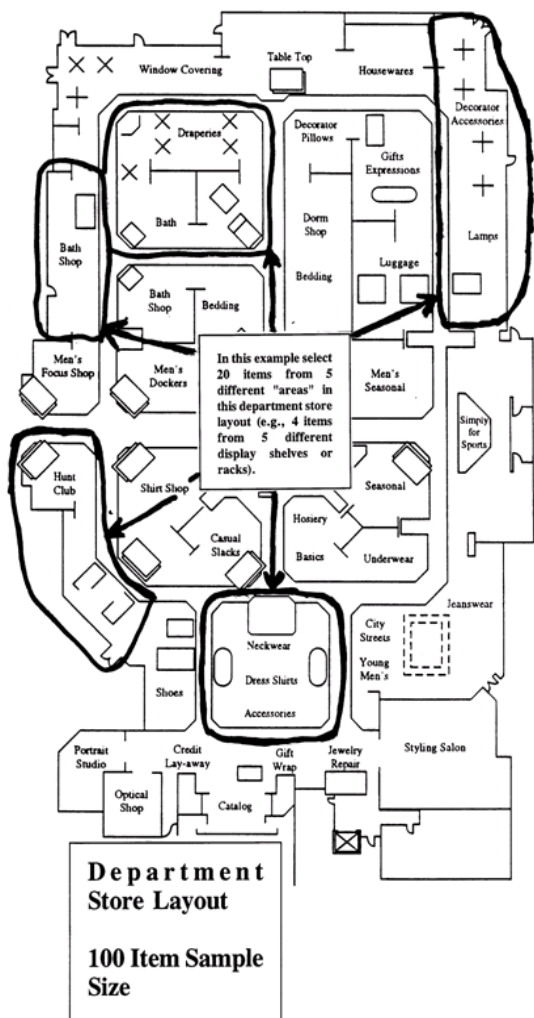 Window Covering
Table Top
Housewares
Decorator
Accessories
Draperies
Decorator
Pillows
Gifts
Expressions
Bath
Dorm
Shop
Lamps
Bath
Shop
Bedding
Luggage
Bath
Shop
Bedding
Men's
Focus Shop
Men's
Dockers
In this example select
20 items from 5
different "areas" in
this department store
layout (e.g., 4 items
from 5 different
display shelves or
racks).
Men's
Seasonal
Simply
for
Sports
Hunt
Club
Shirt Shop
Seasonal
Casual
Slacks
Hosiery
Basics
Underwear
Jeanswear
City
Streets
Young
Men's
Neckwear
Dress Shirts
Accessories
Shoes
Portrait
Studio
Credit
Lay-away
Gift
Wrap
Jewelry
Repair
Styling Salon
Optical
Shop
Catalog
Department
Store Layout
100 Item Sample
Size